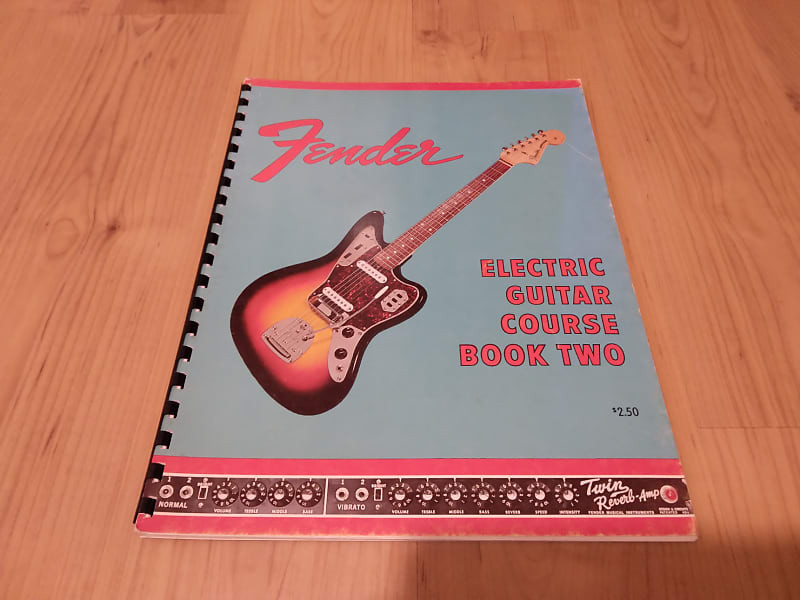 Fender
ELECTRIC
GUITAR
COURSE
BOOK TWO
$2.50
1 2
NORMAL
VOLUME TREBLE MIDDLE BASS
1 2
VIBRATO
VOLUME TREBLE MIDDLE BASS REVERB SPEED INTENSITY
Twin
Reverb-Amp
FENDER MUSICAL INSTRUMENTS